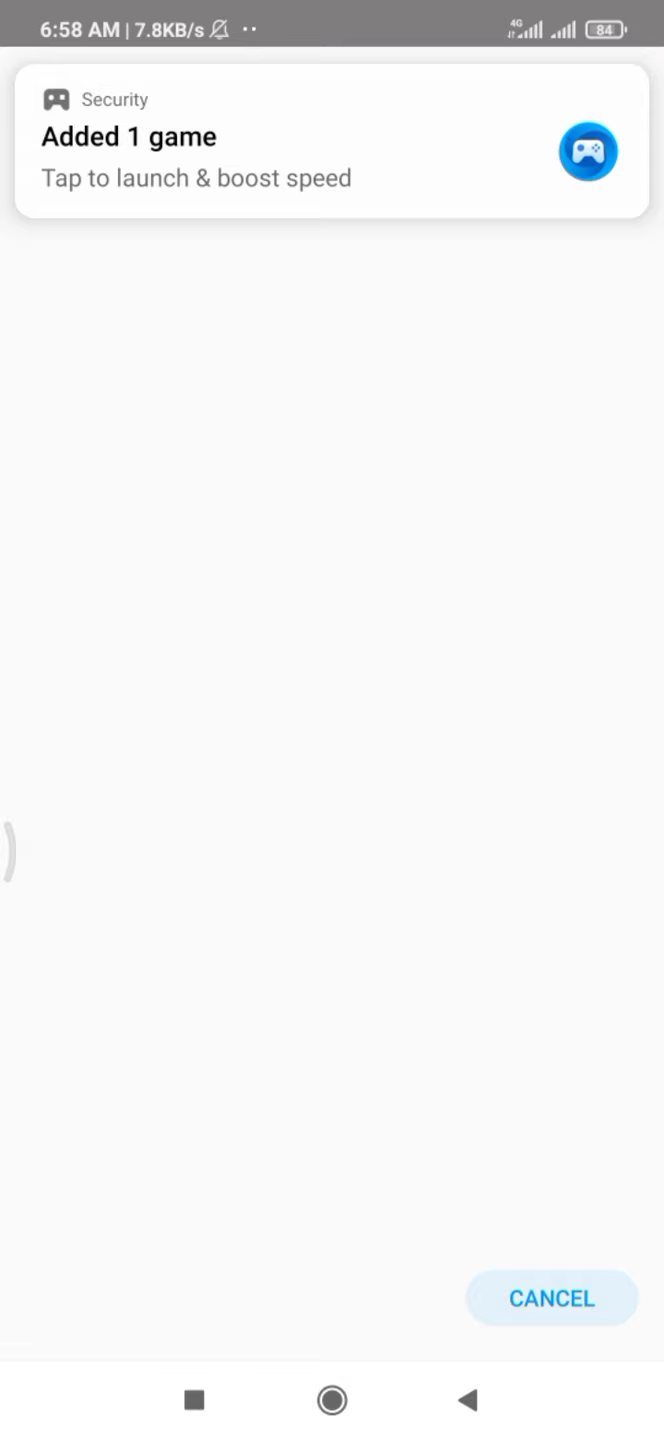 6:58 AM | 7.8KB/s
4G
84
Security
Added 1 game
Tap to launch & boost speed
CANCEL